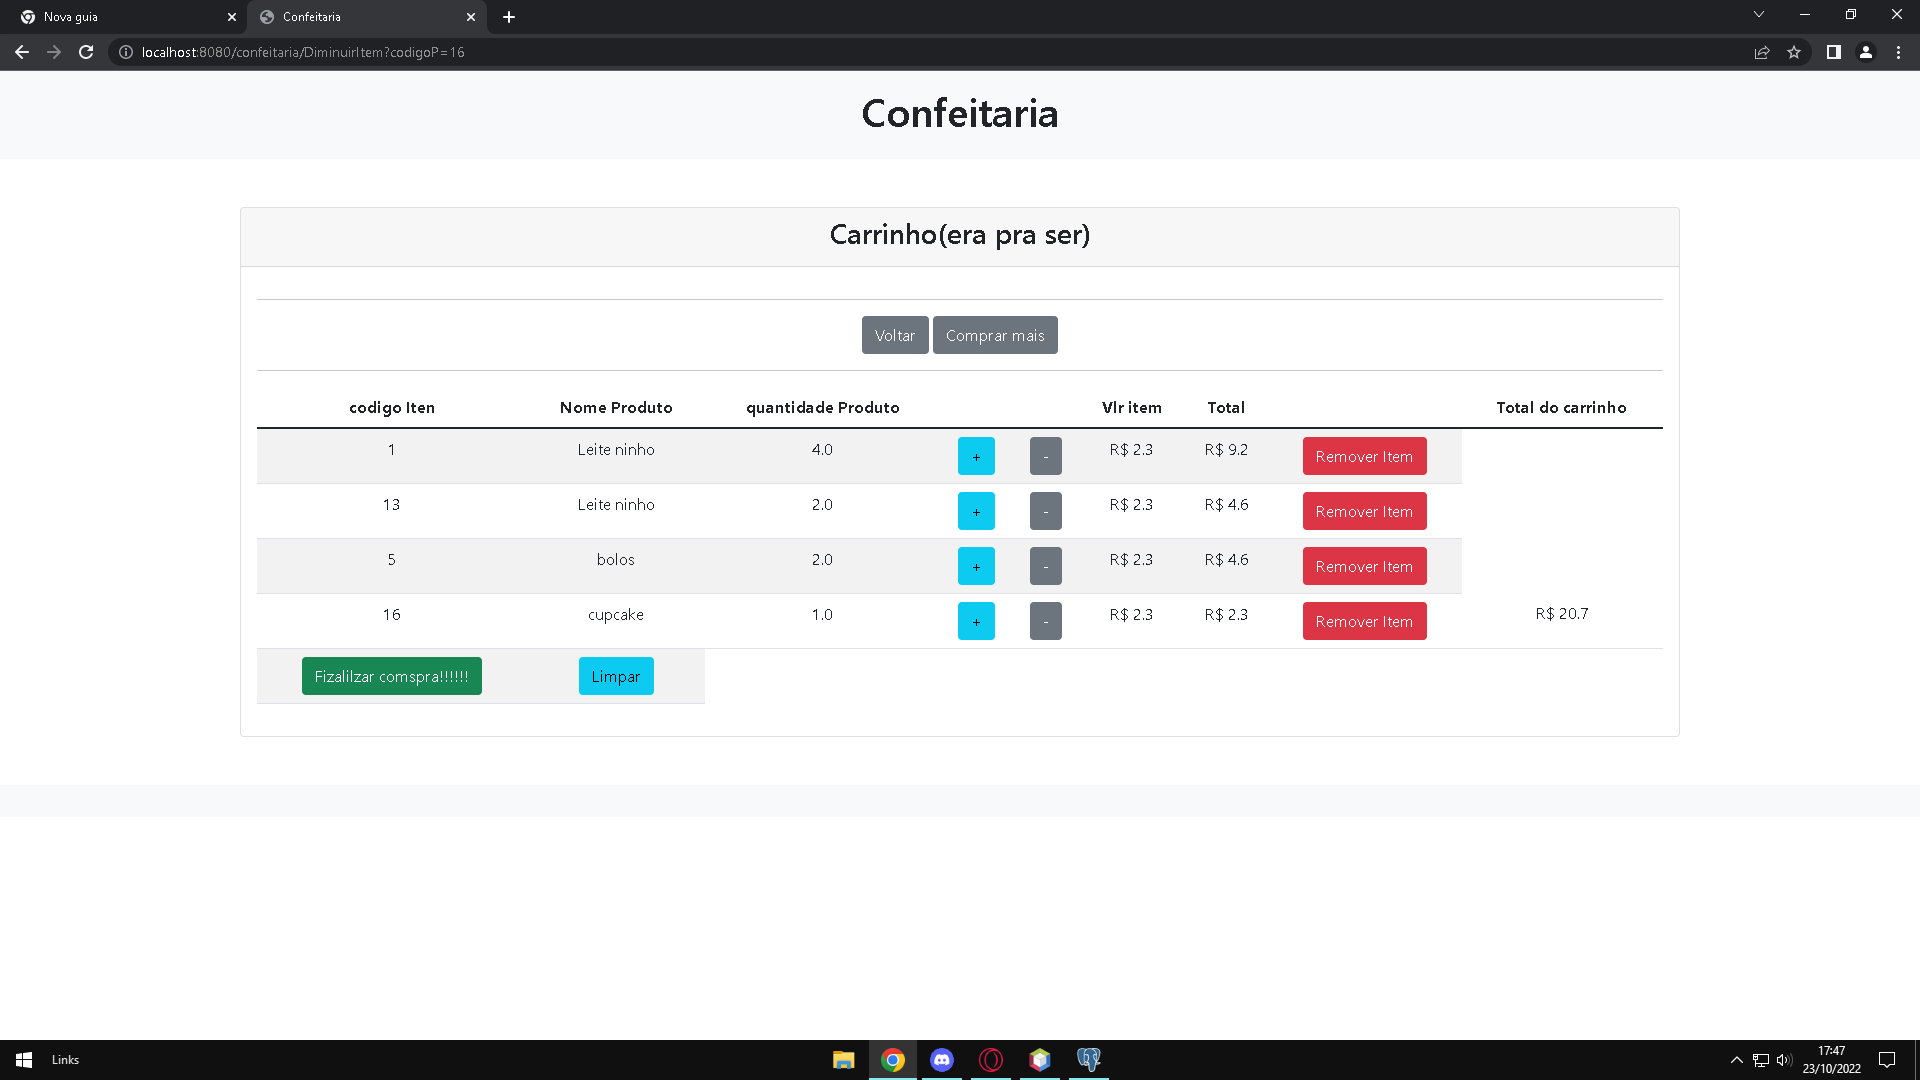 Nova guia
Confeitaria
localhost:8080/confeitaria/DiminuirItem?codigoP=16
Confeitaria
Carrinho(era pra ser)
Voltar Comprar mais
codigo Iten Nome Produto quantidade Produto Vlr item Total Total do carrinho
1 Leite ninho 4.0 + - R$ 2.3 R$ 9.2 Remover Item
13 Leite ninho 2.0 + - R$ 2.3 R$ 4.6 Remover Item
5 bolos 2.0 + - R$ 2.3 R$ 4.6 Remover Item
16 cupcake 1.0 + - R$ 2.3 R$ 2.3 Remover Item R$ 20.7
Fizalilzar comspra!!!!!! Limpar
Links
17:47
23/10/2022